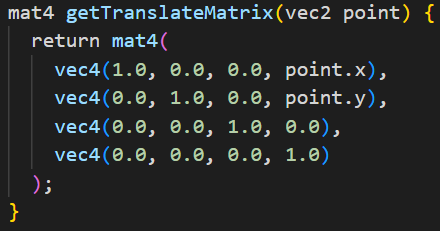 mat4 getTranslateMatrix(vec2 point) {
  return mat4(
    vec4(1.0, 0.0, 0.0, point.x),
    vec4(0.0, 1.0, 0.0, point.y),
    vec4(0.0, 0.0, 1.0, 0.0),
    vec4(0.0, 0.0, 0.0, 1.0)
  );
}